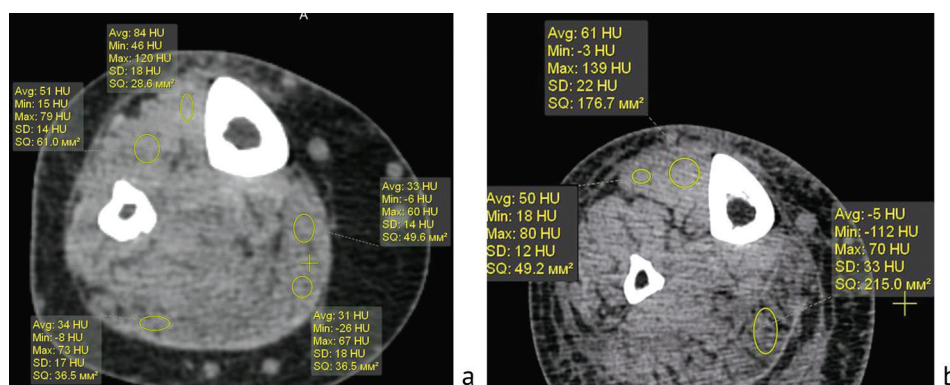 A
Avg: 84 HU
Min: 46 HU
Max: 120 HU
SD: 18 HU
SQ: 28.6 мм²
Avg: 51 HU
Min: 15 HU
Max: 79 HU
SD: 14 HU
SQ: 61.0 мм²
Avg: 33 HU
Min: -6 HU
Max: 60 HU
SD: 14 HU
SQ: 49.6 мм²
Avg: 34 HU
Min: -8 HU
Max: 73 HU
SD: 17 HU
SQ: 36.5 мм²
Avg: 31 HU
Min: -26 HU
Max: 67 HU
SD: 18 HU
SQ: 36.5 мм²
a
Avg: 61 HU
Min: -3 HU
Max: 139 HU
SD: 22 HU
SQ: 176.7 мм²
Avg: 50 HU
Min: 18 HU
Max: 80 HU
SD: 12 HU
SQ: 49.2 мм²
Avg: -5 HU
Min: -112 HU
Max: 70 HU
SD: 33 HU
SQ: 215.0 мм²
b